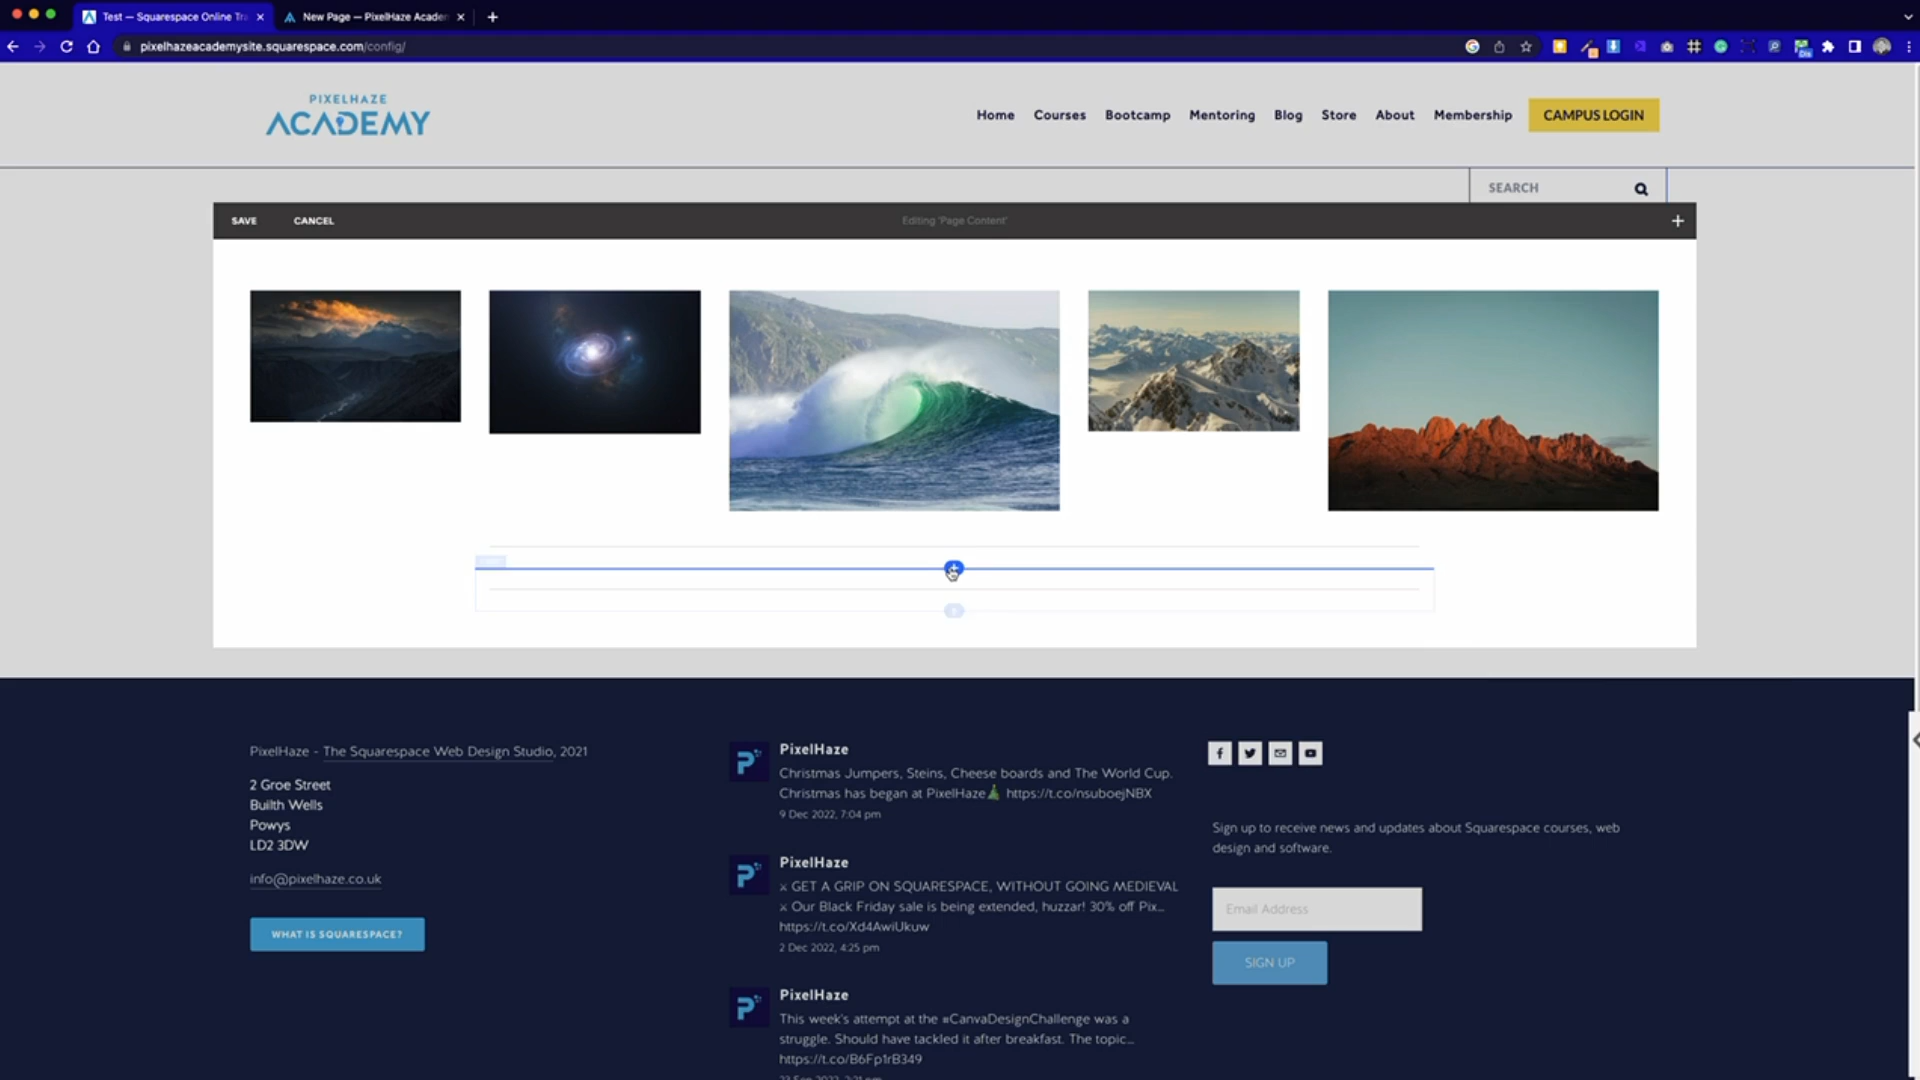 Test — Squarespace Online Tra
New Page — PixelHaze Academ
pixelhazeacademysite.squarespace.com/config/
PIXELHAZE
ACADEMY
Home
Courses
Bootcamp
Mentoring
Blog
Store
About
Membership
CAMPUS LOGIN
SEARCH
SAVE
CANCEL
Editing 'Page Content'
PixelHaze - The Squarespace Web Design Studio, 2021
2 Groe Street
Builth Wells
Powys
LD2 3DW
info@pixelhaze.co.uk
WHAT IS SQUARESPACE?
PixelHaze
Christmas Jumpers, Steins, Cheese boards and The World Cup.
Christmas has began at PixelHaze🎄 https://t.co/nsuboejNBX
9 Dec 2022, 7:04 pm
PixelHaze
⚔ GET A GRIP ON SQUARESPACE, WITHOUT GOING MEDIEVAL
⚔ Our Black Friday sale is being extended, huzzar! 30% off Pix...
https://t.co/Xd4AwiUkuw
2 Dec 2022, 4:25 pm
PixelHaze
This week's attempt at the #CanvaDesignChallenge was a
struggle. Should have tackled it after breakfast. The topic...
https://t.co/B6Fp1rB349
Sign up to receive news and updates about Squarespace courses, web
design and software.
Email Address
SIGN UP